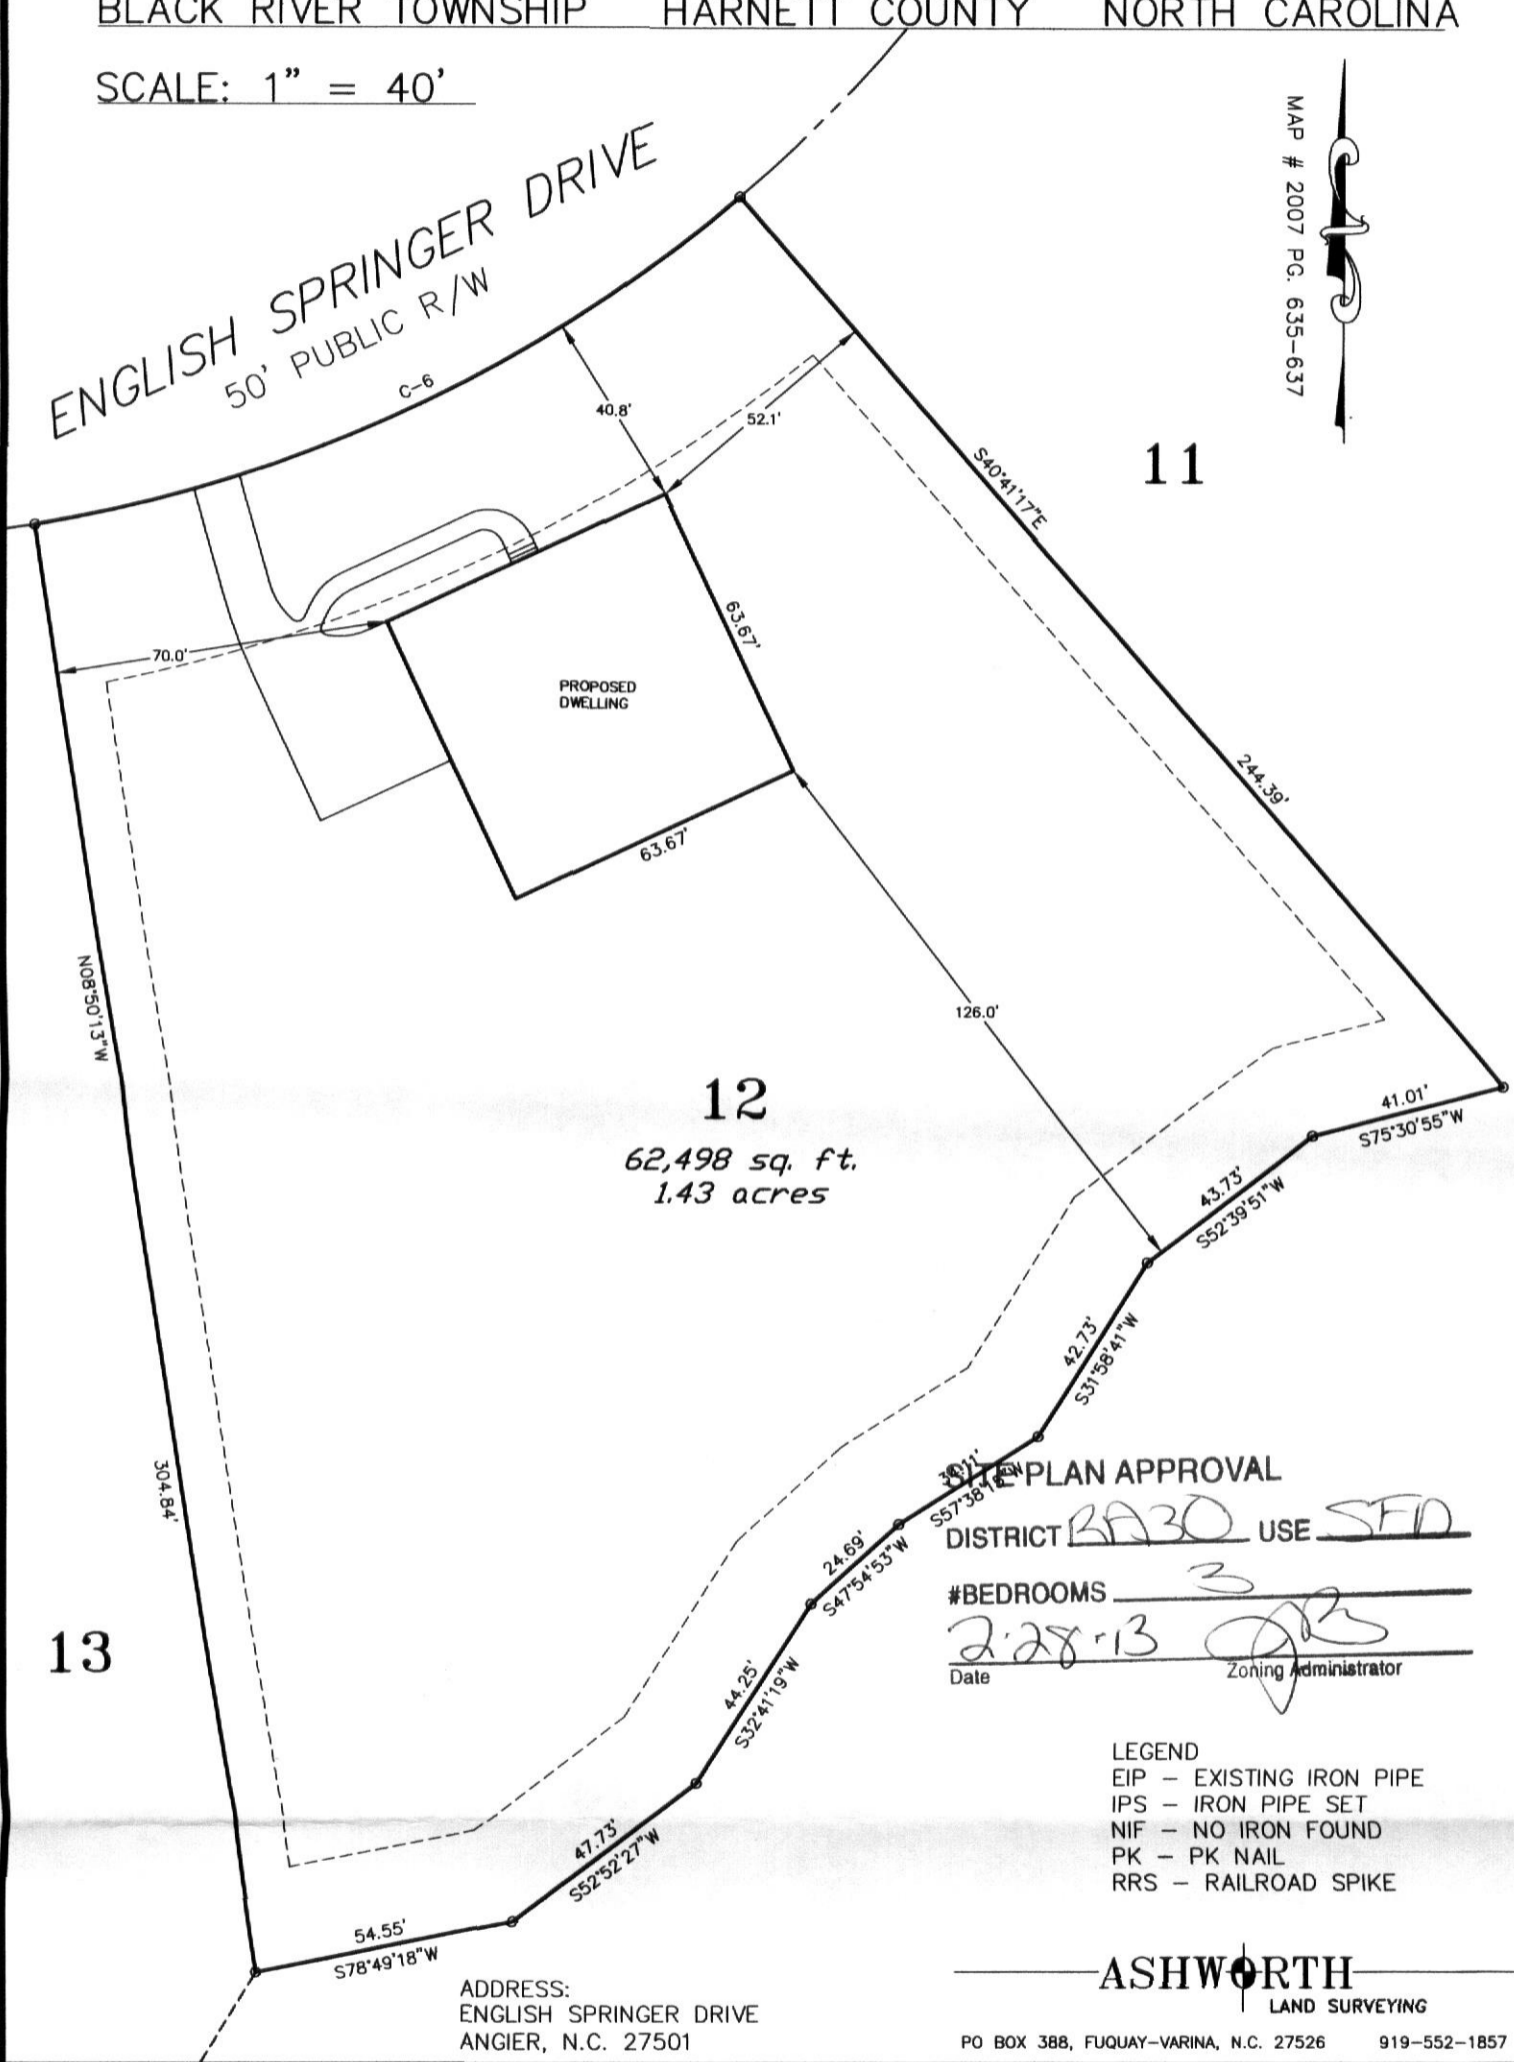 BLACK RIVER TOWNSHIP HARNETT COUNTY NORTH CAROLINA
SCALE: 1" = 40'
MAP # 2007 PG. 635-637
ENGLISH SPRINGER DRIVE
50' PUBLIC R/W
C-6
40.8'
52.1'
11
S40°41'17"E
70.0'
63.67'
PROPOSED
DWELLING
244.39'
63.67'
N08°50'13"W
126.0'
12
62,498 sq. ft.
1.43 acres
41.01'
S75°30'55"W
43.73'
S52°39'51"W
42.73'
S31°58'41"W
304.84'
SITE PLAN APPROVAL
DISTRICT RA30 USE SFD
#BEDROOMS 3
2-28-13
Date Zoning Administrator
24.69'
S47°54'53"W
13
44.25'
S32°41'19"W
47.73'
S52°52'27"W
54.55'
S78°49'18"W
LEGEND
EIP - EXISTING IRON PIPE
IPS - IRON PIPE SET
NIF - NO IRON FOUND
PK - PK NAIL
RRS - RAILROAD SPIKE
ADDRESS:
ENGLISH SPRINGER DRIVE
ANGIER, N.C. 27501
ASHWORTH
LAND SURVEYING
PO BOX 388, FUQUAY-VARINA, N.C. 27526 919-552-1857